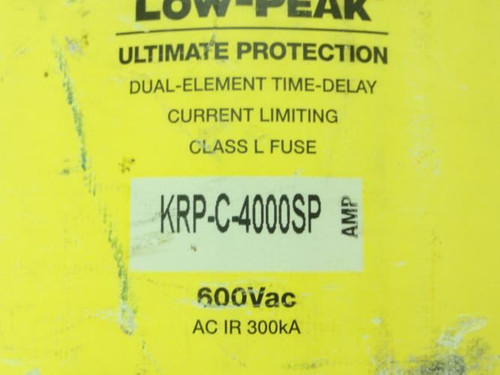 LOW-PEAK
ULTIMATE PROTECTION
DUAL-ELEMENT TIME-DELAY
CURRENT LIMITING
CLASS L FUSE
KRP-C-4000SP AMP
600Vac
AC IR 300kA